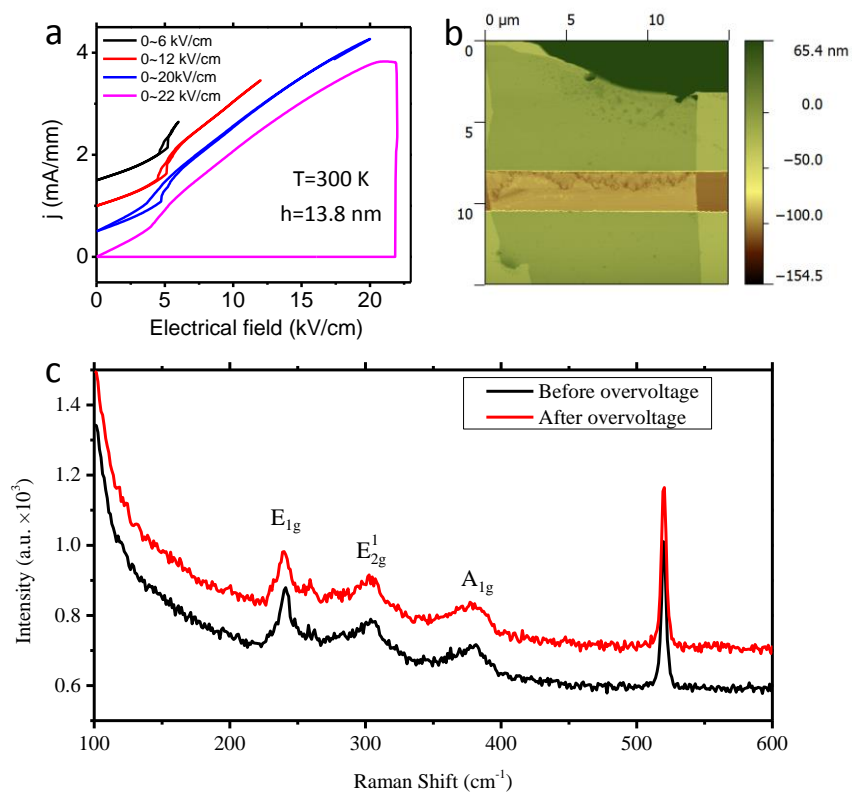 a
0~6 kV/cm
0~12 kV/cm
0~20kV/cm
0~22 kV/cm
4
2
0
j (mA/mm)
T=300 K
h=13.8 nm
0 5 10 15 20
Electrical field (kV/cm)
b
0 µm 5 10
0
5
10
65.4 nm
0.0
−50.0
−100.0
−154.5
c
Before overvoltage
After overvoltage
1.4
1.2
1.0
0.8
0.6
Intensity (a.u. ×10³)
E1g
E¹2g
A1g
100 200 300 400 500 600
Raman Shift (cm⁻¹)